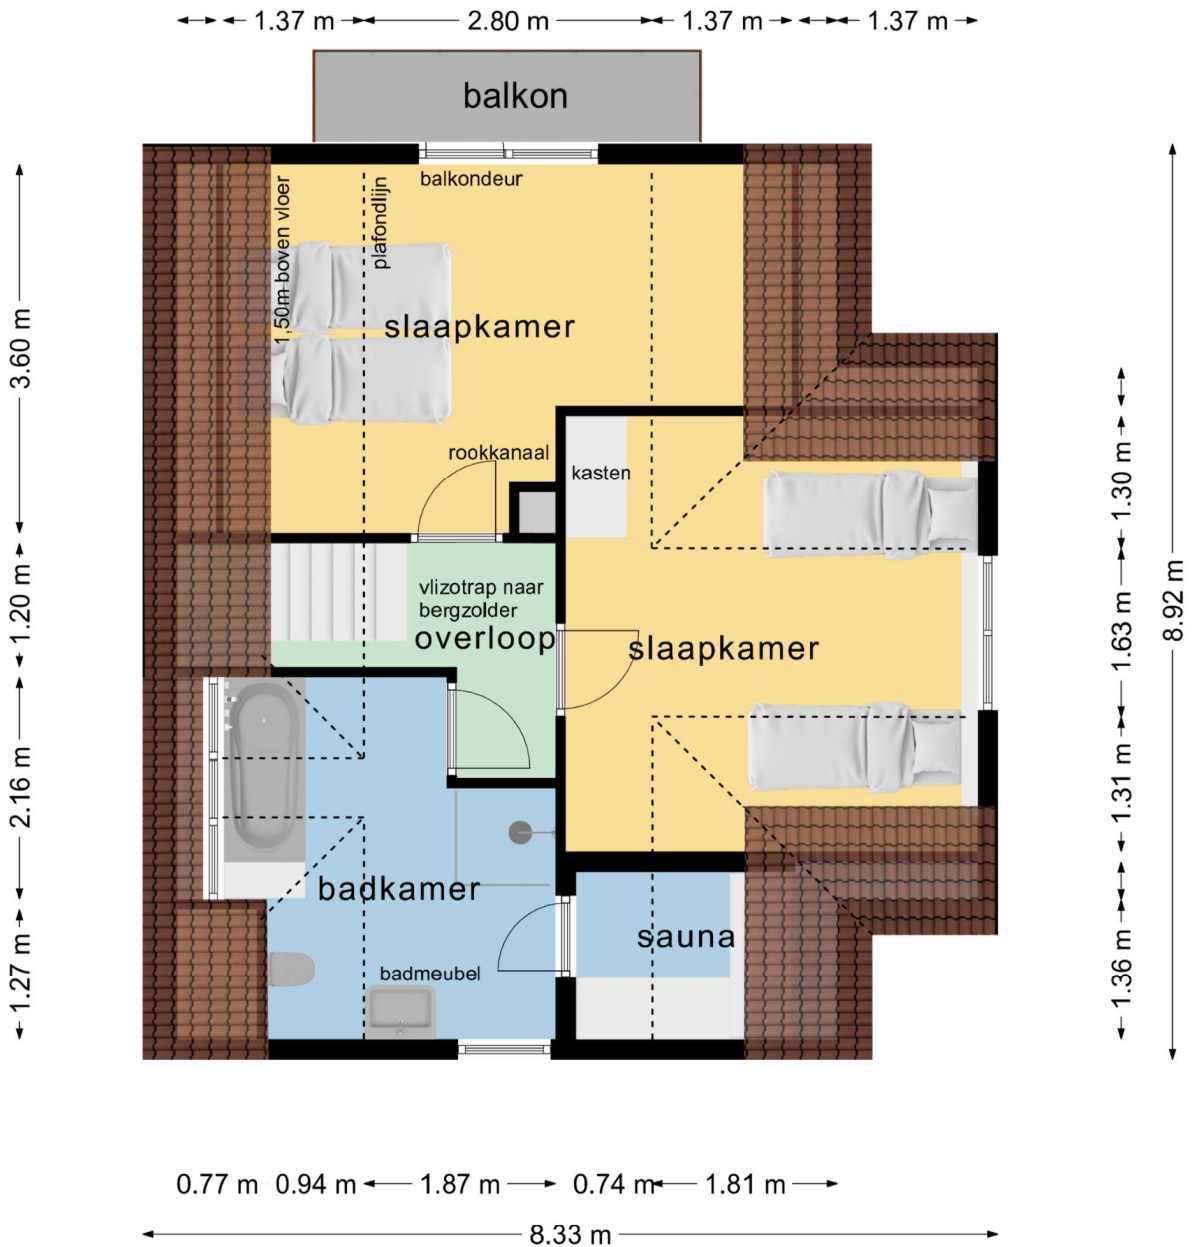 1.37 m 2.80 m 1.37 m 1.37 m
balkon
balkondeur
1,50m boven vloer
plafondlijn
slaapkamer
3.60 m
rookkanaal
kasten
1.30 m
8.92 m
vlizotrap naar
bergzolder
overloop
1.20 m
slaapkamer
1.63 m
2.16 m
1.31 m
badkamer
sauna
badmeubel
1.27 m
1.36 m
0.77 m 0.94 m 1.87 m 0.74 m 1.81 m
8.33 m